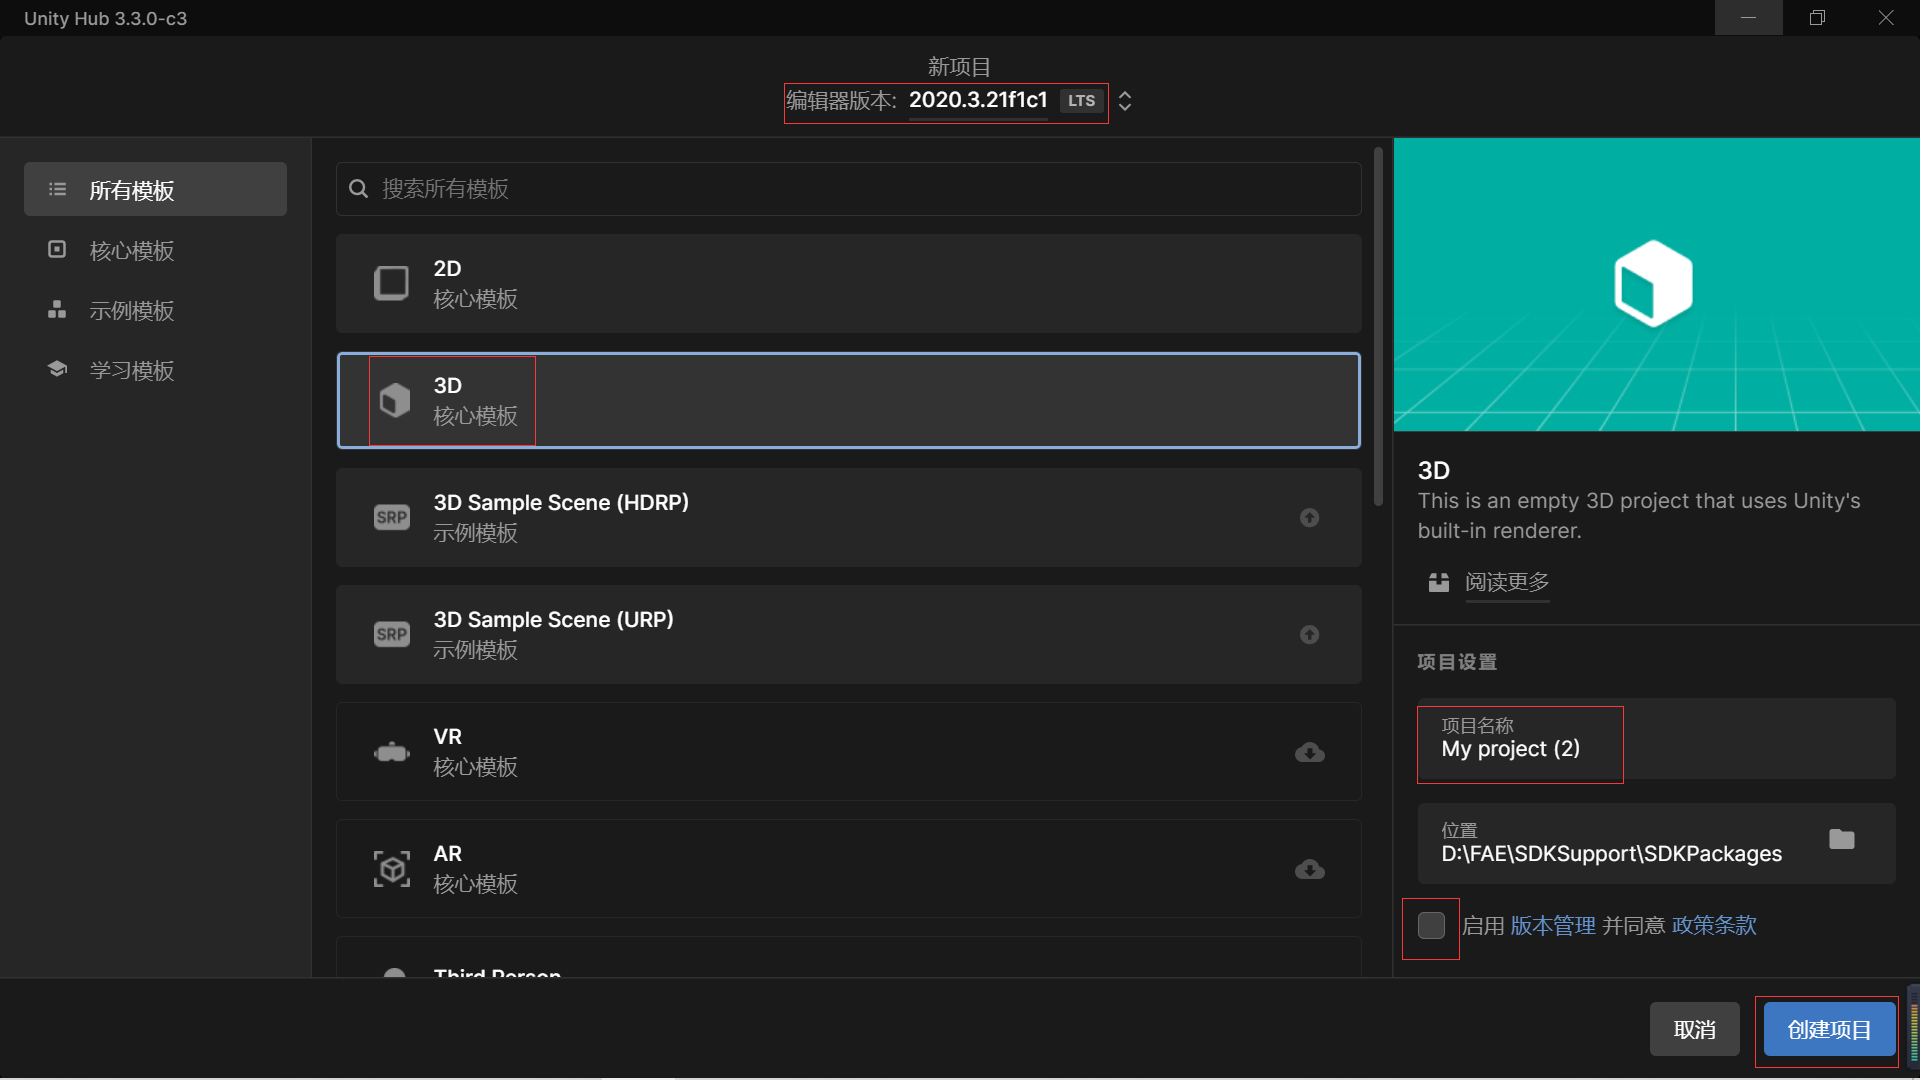 Unity Hub 3.3.0-c3
新项目
编辑器版本: 2020.3.21f1c1 LTS
所有模板
核心模板
示例模板
学习模板
搜索所有模板
2D
核心模板
3D
核心模板
SRP
3D Sample Scene (HDRP)
示例模板
SRP
3D Sample Scene (URP)
示例模板
VR
核心模板
AR
核心模板
Third Person
3D
This is an empty 3D project that uses Unity's
built-in renderer.
阅读更多
项目设置
项目名称
My project (2)
位置
D:\FAE\SDKSupport\SDKPackages
启用 版本管理 并同意 政策条款
取消
创建项目